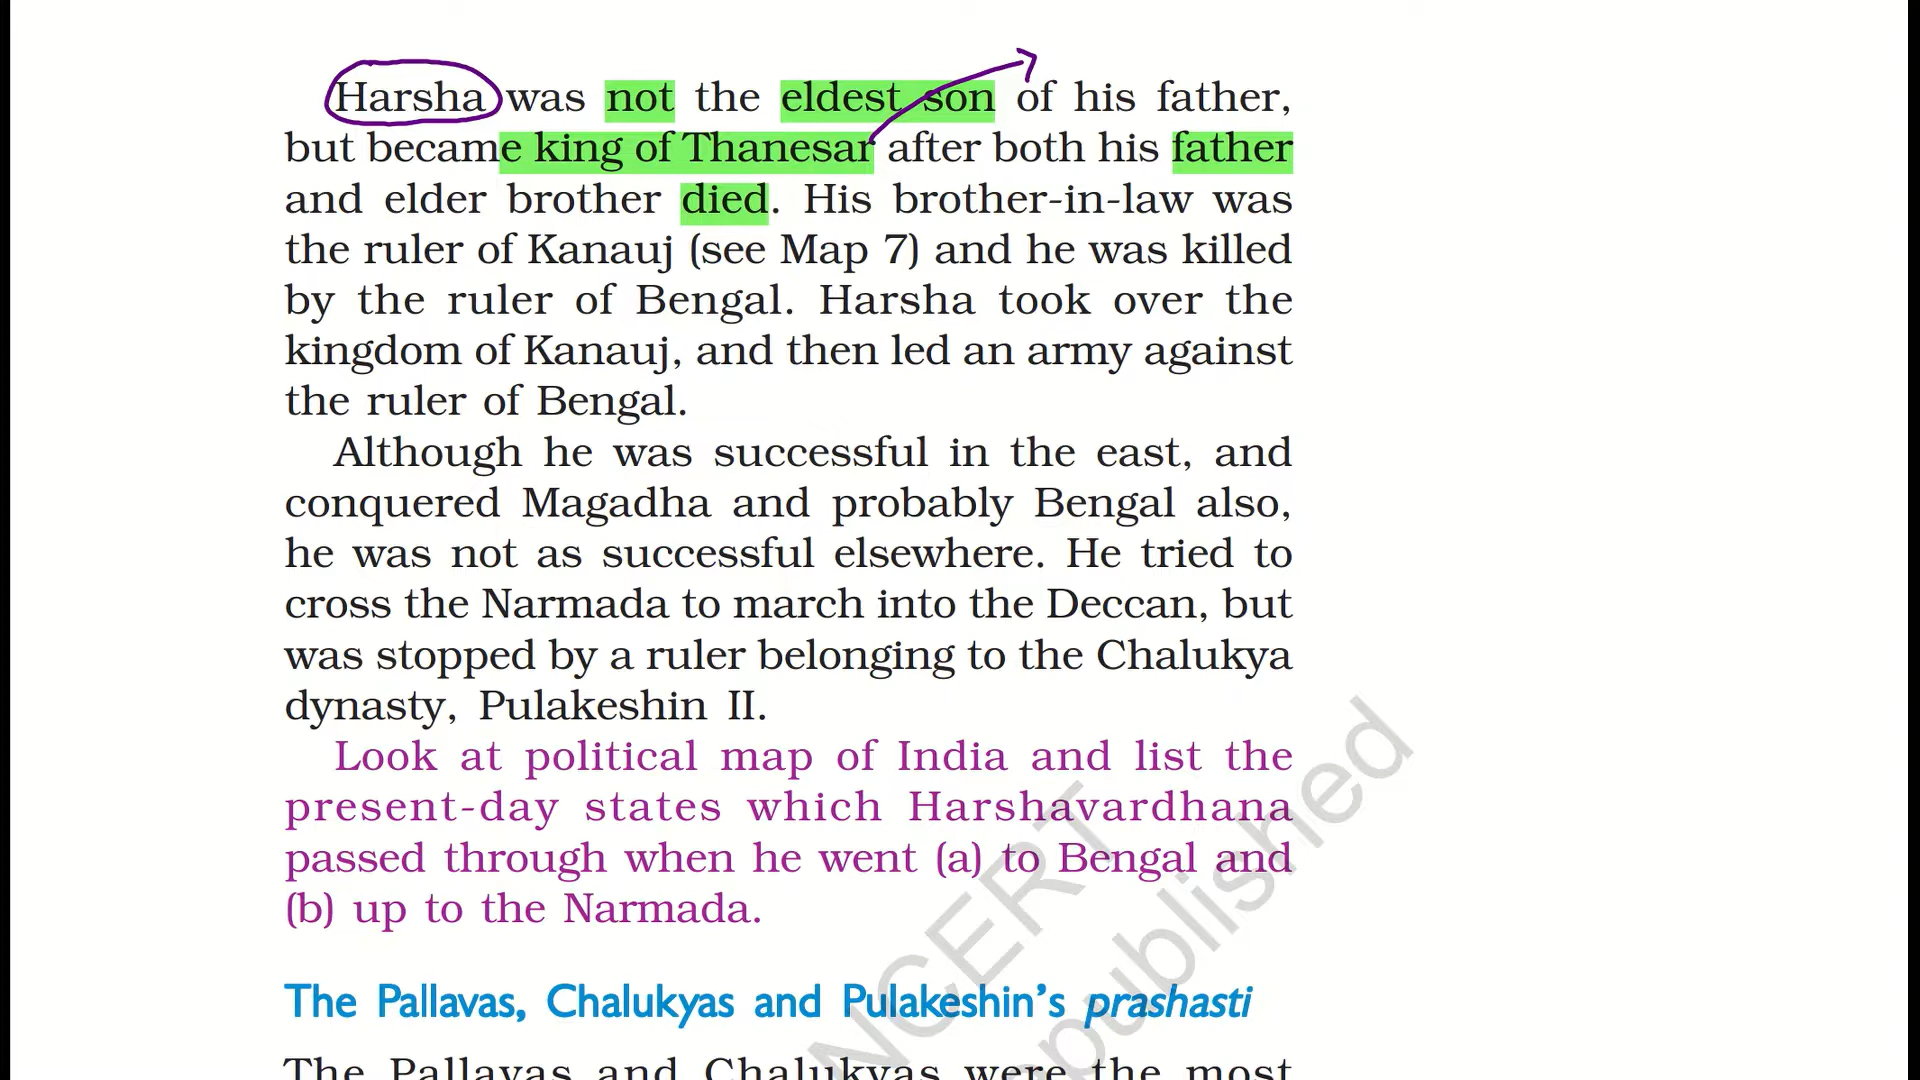 Harsha was not the eldest son of his father,
but became king of Thanesar after both his father
and elder brother died. His brother-in-law was
the ruler of Kanauj (see Map 7) and he was killed
by the ruler of Bengal. Harsha took over the
kingdom of Kanauj, and then led an army against
the ruler of Bengal.
Although he was successful in the east, and
conquered Magadha and probably Bengal also,
he was not as successful elsewhere. He tried to
cross the Narmada to march into the Deccan, but
was stopped by a ruler belonging to the Chalukya
dynasty, Pulakeshin II.
Look at political map of India and list the
present-day states which Harshavardhana
passed through when he went (a) to Bengal and
(b) up to the Narmada.
The Pallavas, Chalukyas and Pulakeshin's prashasti
The Pallavas and Chalukyas were the most
NCERT
published